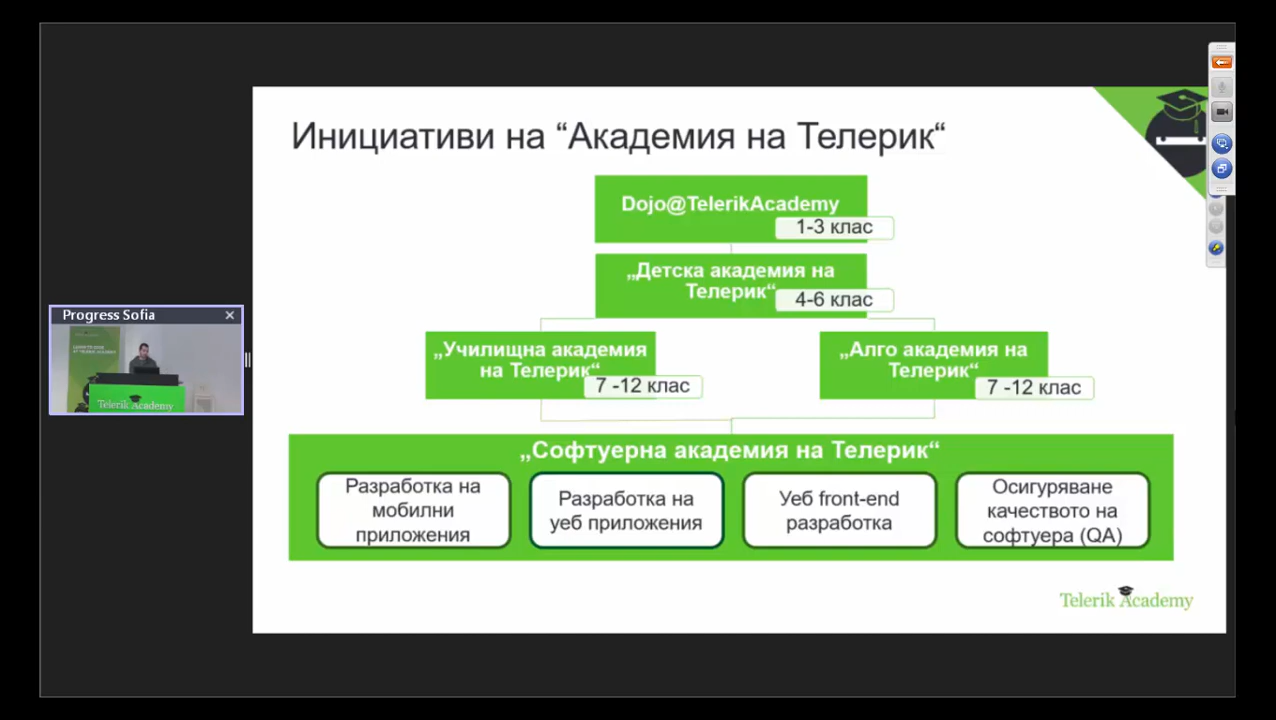 Инициативи на “Академия на Телерик“
Dojo@TelerikAcademy
1-3 клас
„Детска академия на
Телерик“
4-6 клас
Progress Sofia
Telerik Academy
„Училищна академия
на Телерик“
7 -12 клас
„Алго академия на
Телерик“
7 -12 клас
„Софтуерна академия на Телерик“
Разработка на
мобилни
приложения
Разработка на
уеб приложения
Уеб front-end
разработка
Осигуряване
качеството на
софтуера (QA)
Telerik Academy